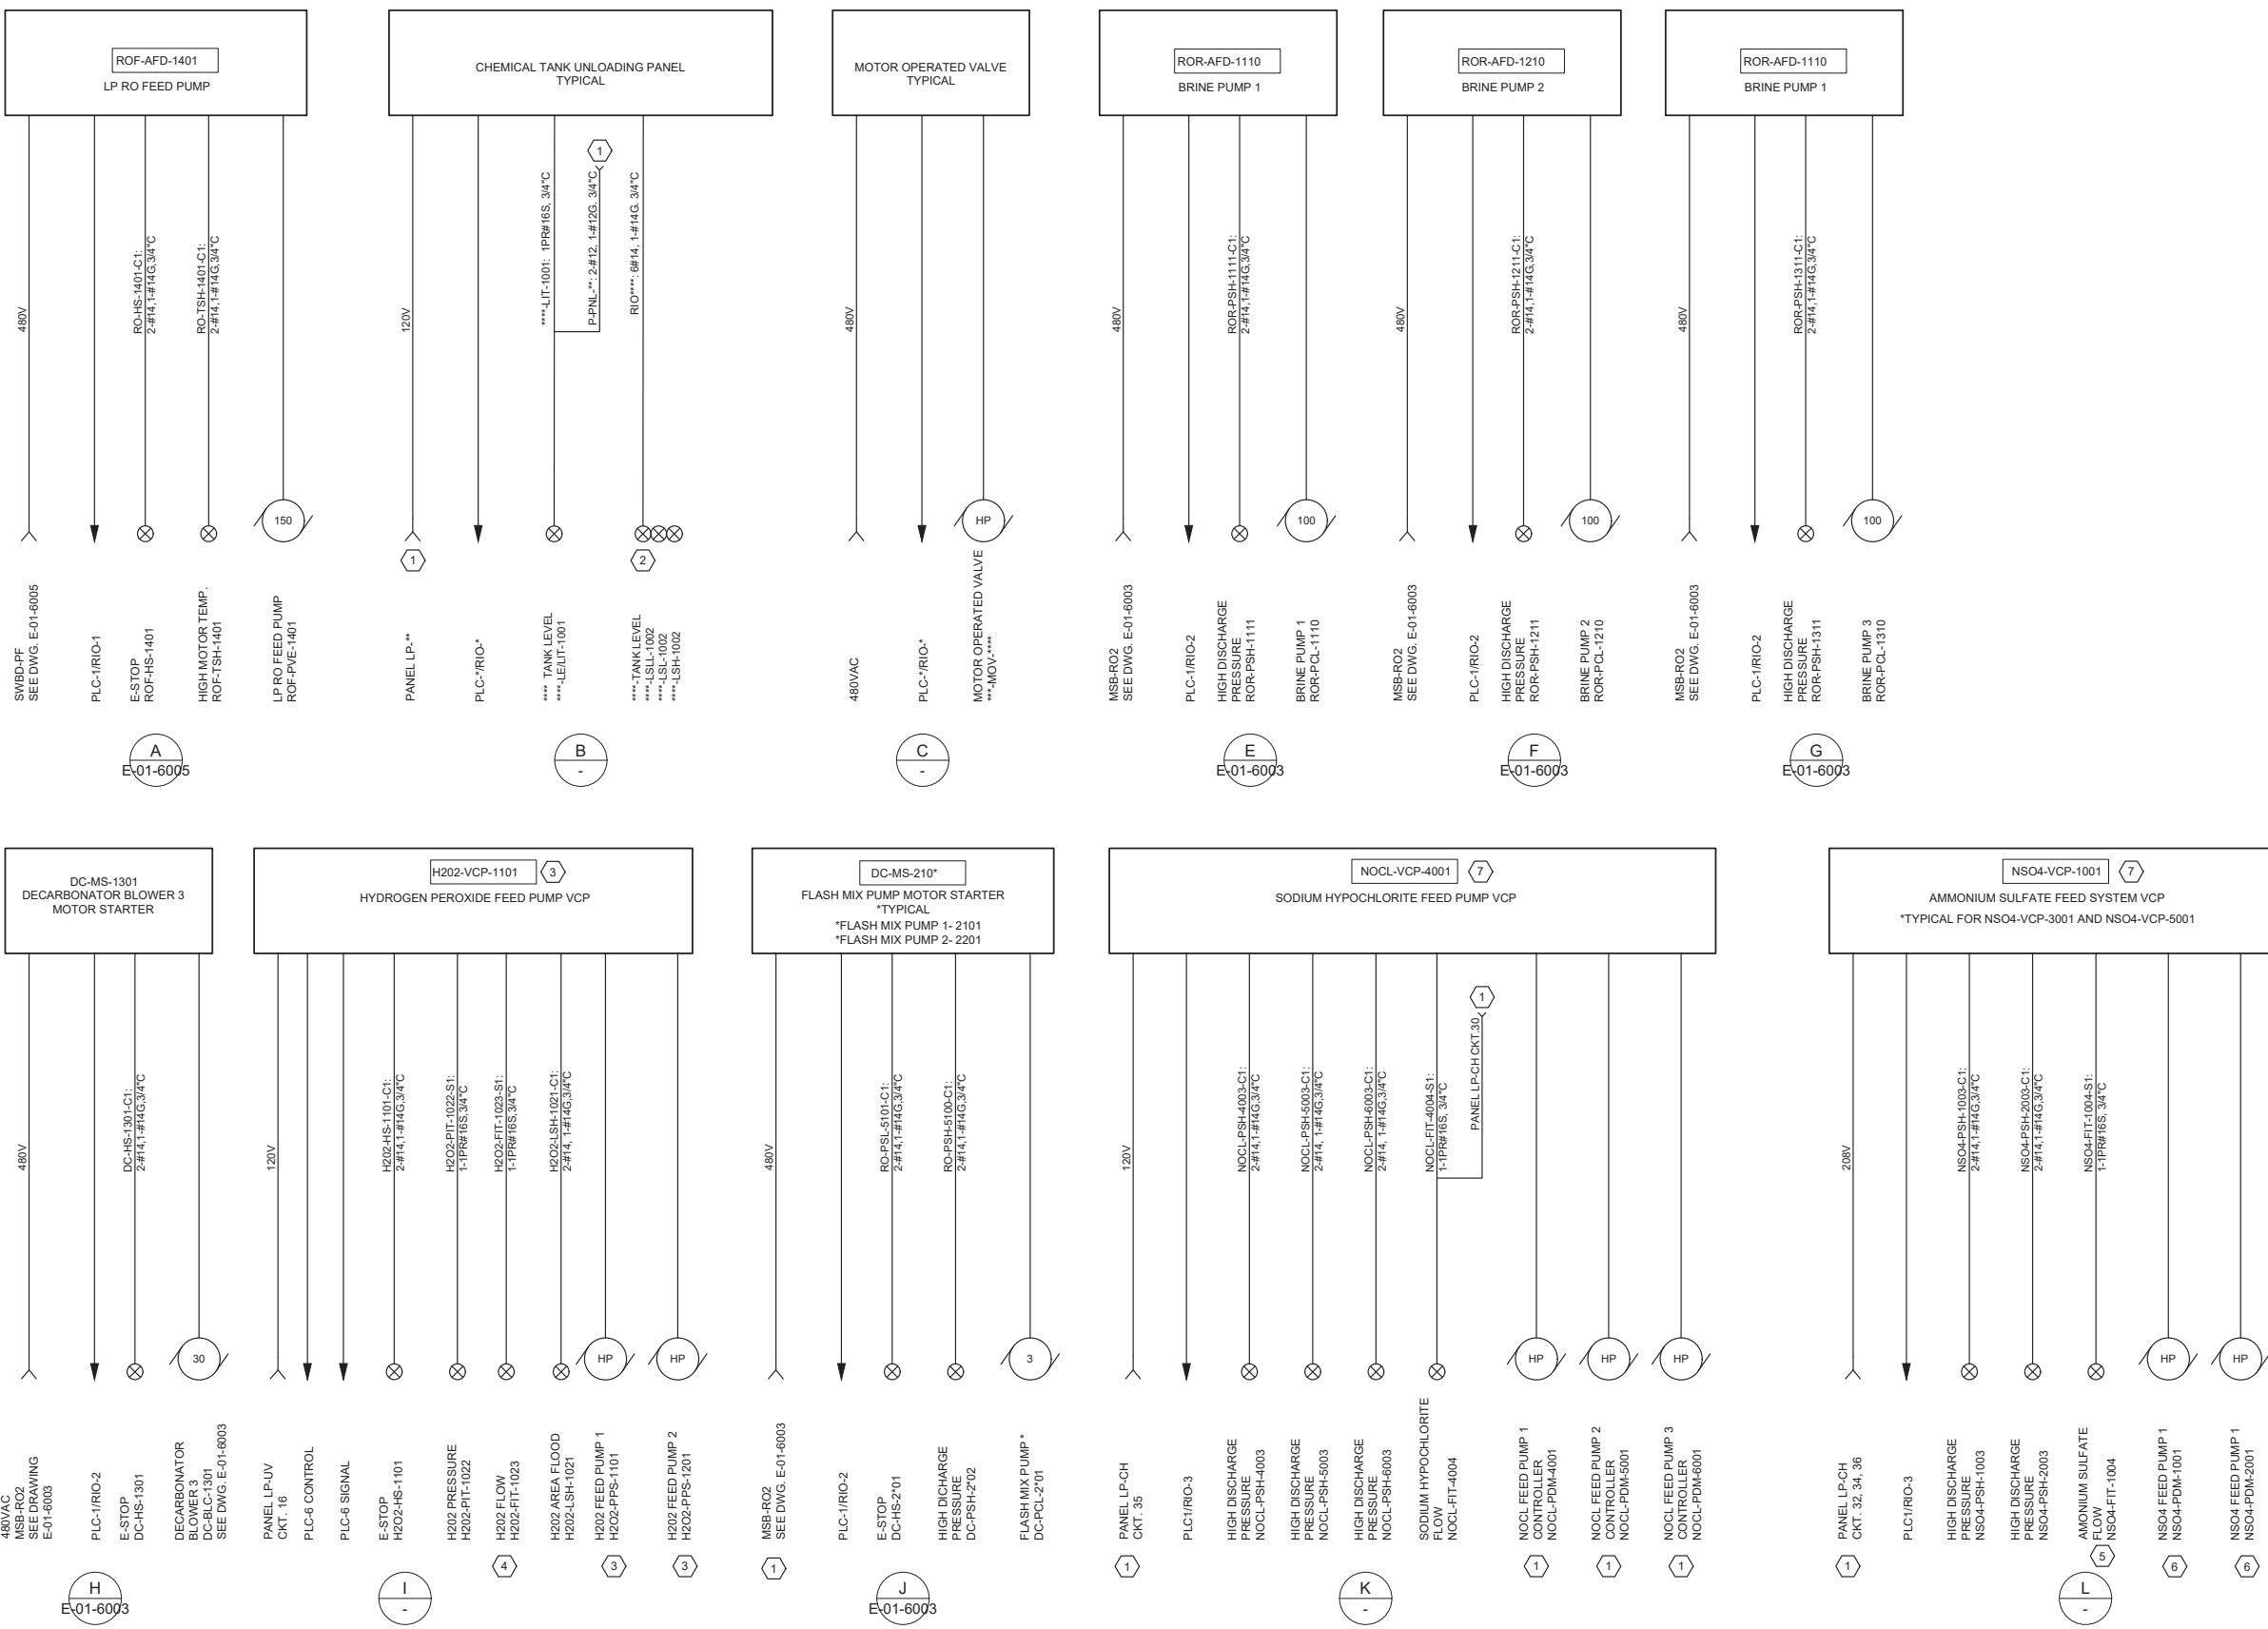 ROF-AFD-1401
LP RO FEED PUMP
480V
RO-HS-1401-C1:
2-#14,1-#14G,3/4"C
RO-TSH-1401-C1:
2-#14,1-#14G,3/4"C
150
SWBD-PF
SEE DWG. E-01-6005
PLC-1/RIO-1
E-STOP
ROF-HS-1401
HIGH MOTOR TEMP.
ROF-TSH-1401
LP RO FEED PUMP
ROF-PVE-1401
A
E-01-6005
CHEMICAL TANK UNLOADING PANEL
TYPICAL
120V
****-LIT-1001: 1PR#16S, 3/4"C
P-PNL-**: 2-#12, 1-#12G. 3/4"C
1
RIO****: 6#14, 1-#14G. 3/4"C
1
2
PANEL LP-**
PLC-*/RIO-*
**** TANK LEVEL
****-LE/LIT-1001
****-TANK LEVEL
****-LSLL-1002
****-LSL-1002
****-LSH-1002
B
-
MOTOR OPERATED VALVE
TYPICAL
480V
HP
480VAC
PLC-*/RIO-*
MOTOR OPERATED VALVE
***-MOV-****
C
-
ROR-AFD-1110
BRINE PUMP 1
480V
ROR-PSH-1111-C1:
2-#14,1-#14G,3/4"C
100
MSB-RO2
SEE DWG. E-01-6003
PLC-1/RIO-2
HIGH DISCHARGE
PRESSURE
ROR-PSH-1111
BRINE PUMP 1
ROR-PCL-1110
E
E-01-6003
ROR-AFD-1210
BRINE PUMP 2
480V
ROR-PSH-1211-C1:
2-#14,1-#14G,3/4"C
100
MSB-RO2
SEE DWG. E-01-6003
PLC-1/RIO-2
HIGH DISCHARGE
PRESSURE
ROR-PSH-1211
BRINE PUMP 2
ROR-PCL-1210
F
E-01-6003
ROR-AFD-1110
BRINE PUMP 1
480V
ROR-PSH-1311-C1:
2-#14,1-#14G,3/4"C
100
MSB-RO2
SEE DWG. E-01-6003
PLC-1/RIO-2
HIGH DISCHARGE
PRESSURE
ROR-PSH-1311
BRINE PUMP 3
ROR-PCL-1310
G
E-01-6003
DC-MS-1301
DECARBONATOR BLOWER 3
MOTOR STARTER
480V
DC-HS-1301-C1:
2-#14,1-#14G,3/4"C
30
480VAC
MSB-RO2
SEE DRAWING
E-01-6003
PLC-1/RIO-2
E-STOP
DC-HS-1301
DECARBONATOR
BLOWER 3
DC-BLC-1301
SEE DWG. E-01-6003
H
E-01-6003
H202-VCP-1101
3
HYDROGEN PEROXIDE FEED PUMP VCP
120V
H202-HS-1101-C1:
2-#14,1-#14G,3/4"C
H2O2-PIT-1022-S1:
1-1PR#16S,3/4"C
H2O2-FIT-1023-S1:
1-1PR#16S,3/4"C
H2O2-LSH-1021-C1:
2-#14, 1-#14G,3/4"C
HP
HP
PANEL LP-UV
CKT. 16
PLC-6 CONTROL
PLC-6 SIGNAL
E-STOP
H2O2-HS-1101
H202 PRESSURE
H202-PIT-1022
H202 FLOW
H202-FIT-1023
4
H202 AREA FLOOD
H202-LSH-1021
H202 FEED PUMP 1
H2O2-PPS-1101
3
H202 FEED PUMP 2
H2O2-PPS-1201
3
I
-
DC-MS-210*
FLASH MIX PUMP MOTOR STARTER
*TYPICAL
*FLASH MIX PUMP 1- 2101
*FLASH MIX PUMP 2- 2201
480V
RO-PSL-5101-C1:
2-#14,1-#14G,3/4"C
RO-PSH-5100-C1:
2-#14,1-#14G,3/4"C
3
MSB-RO2
SEE DWG. E-01-6003
1
PLC-1/RIO-2
E-STOP
DC-HS-2*01
HIGH DICHARGE
PRESSURE
DC-PSH-2*02
FLASH MIX PUMP *
DC-PCL-2*01
J
E-01-6003
NOCL-VCP-4001
7
SODIUM HYPOCHLORITE FEED PUMP VCP
120V
NOCL-PSH-4003-C1:
2-#14,1-#14G,3/4"C
NOCL-PSH-5003-C1:
2-#14, 1-#14G,3/4"C
NOCL-PSH-6003-C1:
2-#14, 1-#14G,3/4"C
NOCL-FIT-4004-S1:
1-1PR#16S, 3/4"C
PANEL LP-CH CKT.30
1
HP
HP
HP
PANEL LP-CH
CKT. 35
1
PLC1/RIO-3
HIGH DISCHARGE
PRESSURE
NOCL-PSH-4003
HIGH DISCHARGE
PRESSURE
NOCL-PSH-5003
HIGH DISCHARGE
PRESSURE
NOCL-PSH-6003
SODIUM HYPOCHLORITE
FLOW
NOCL-FIT-4004
NOCL FEED PUMP 1
CONTROLLER
NOCL-PDM-4001
1
NOCL FEED PUMP 2
CONTROLLER
NOCL-PDM-5001
1
NOCL FEED PUMP 3
CONTROLLER
NOCL-PDM-6001
1
K
-
NSO4-VCP-1001
7
AMMONIUM SULFATE FEED SYSTEM VCP
*TYPICAL FOR NSO4-VCP-3001 AND NSO4-VCP-5001
208V
NSO4-PSH-1003-C1:
2-#14,1-#14G,3/4"C
NSO4-PSH-2003-C1:
2-#14,1-#14G,3/4"C
NSO4-FIT-1004-S1:
1-1PR#16S, 3/4"C
HP
HP
PANEL LP-CH
CKT. 32, 34, 36
1
PLC1/RIO-3
HIGH DISCHARGE
PRESSURE
NSO4-PSH-1003
HIGH DISCHARGE
PRESSURE
NSO4-PSH-2003
AMONIUM SULFATE
FLOW
NSO4-FIT-1004
5
NSO4 FEED PUMP 1
NSO4-PDM-1001
6
NSO4 FEED PUMP 1
NSO4-PDM-2001
6
L
-